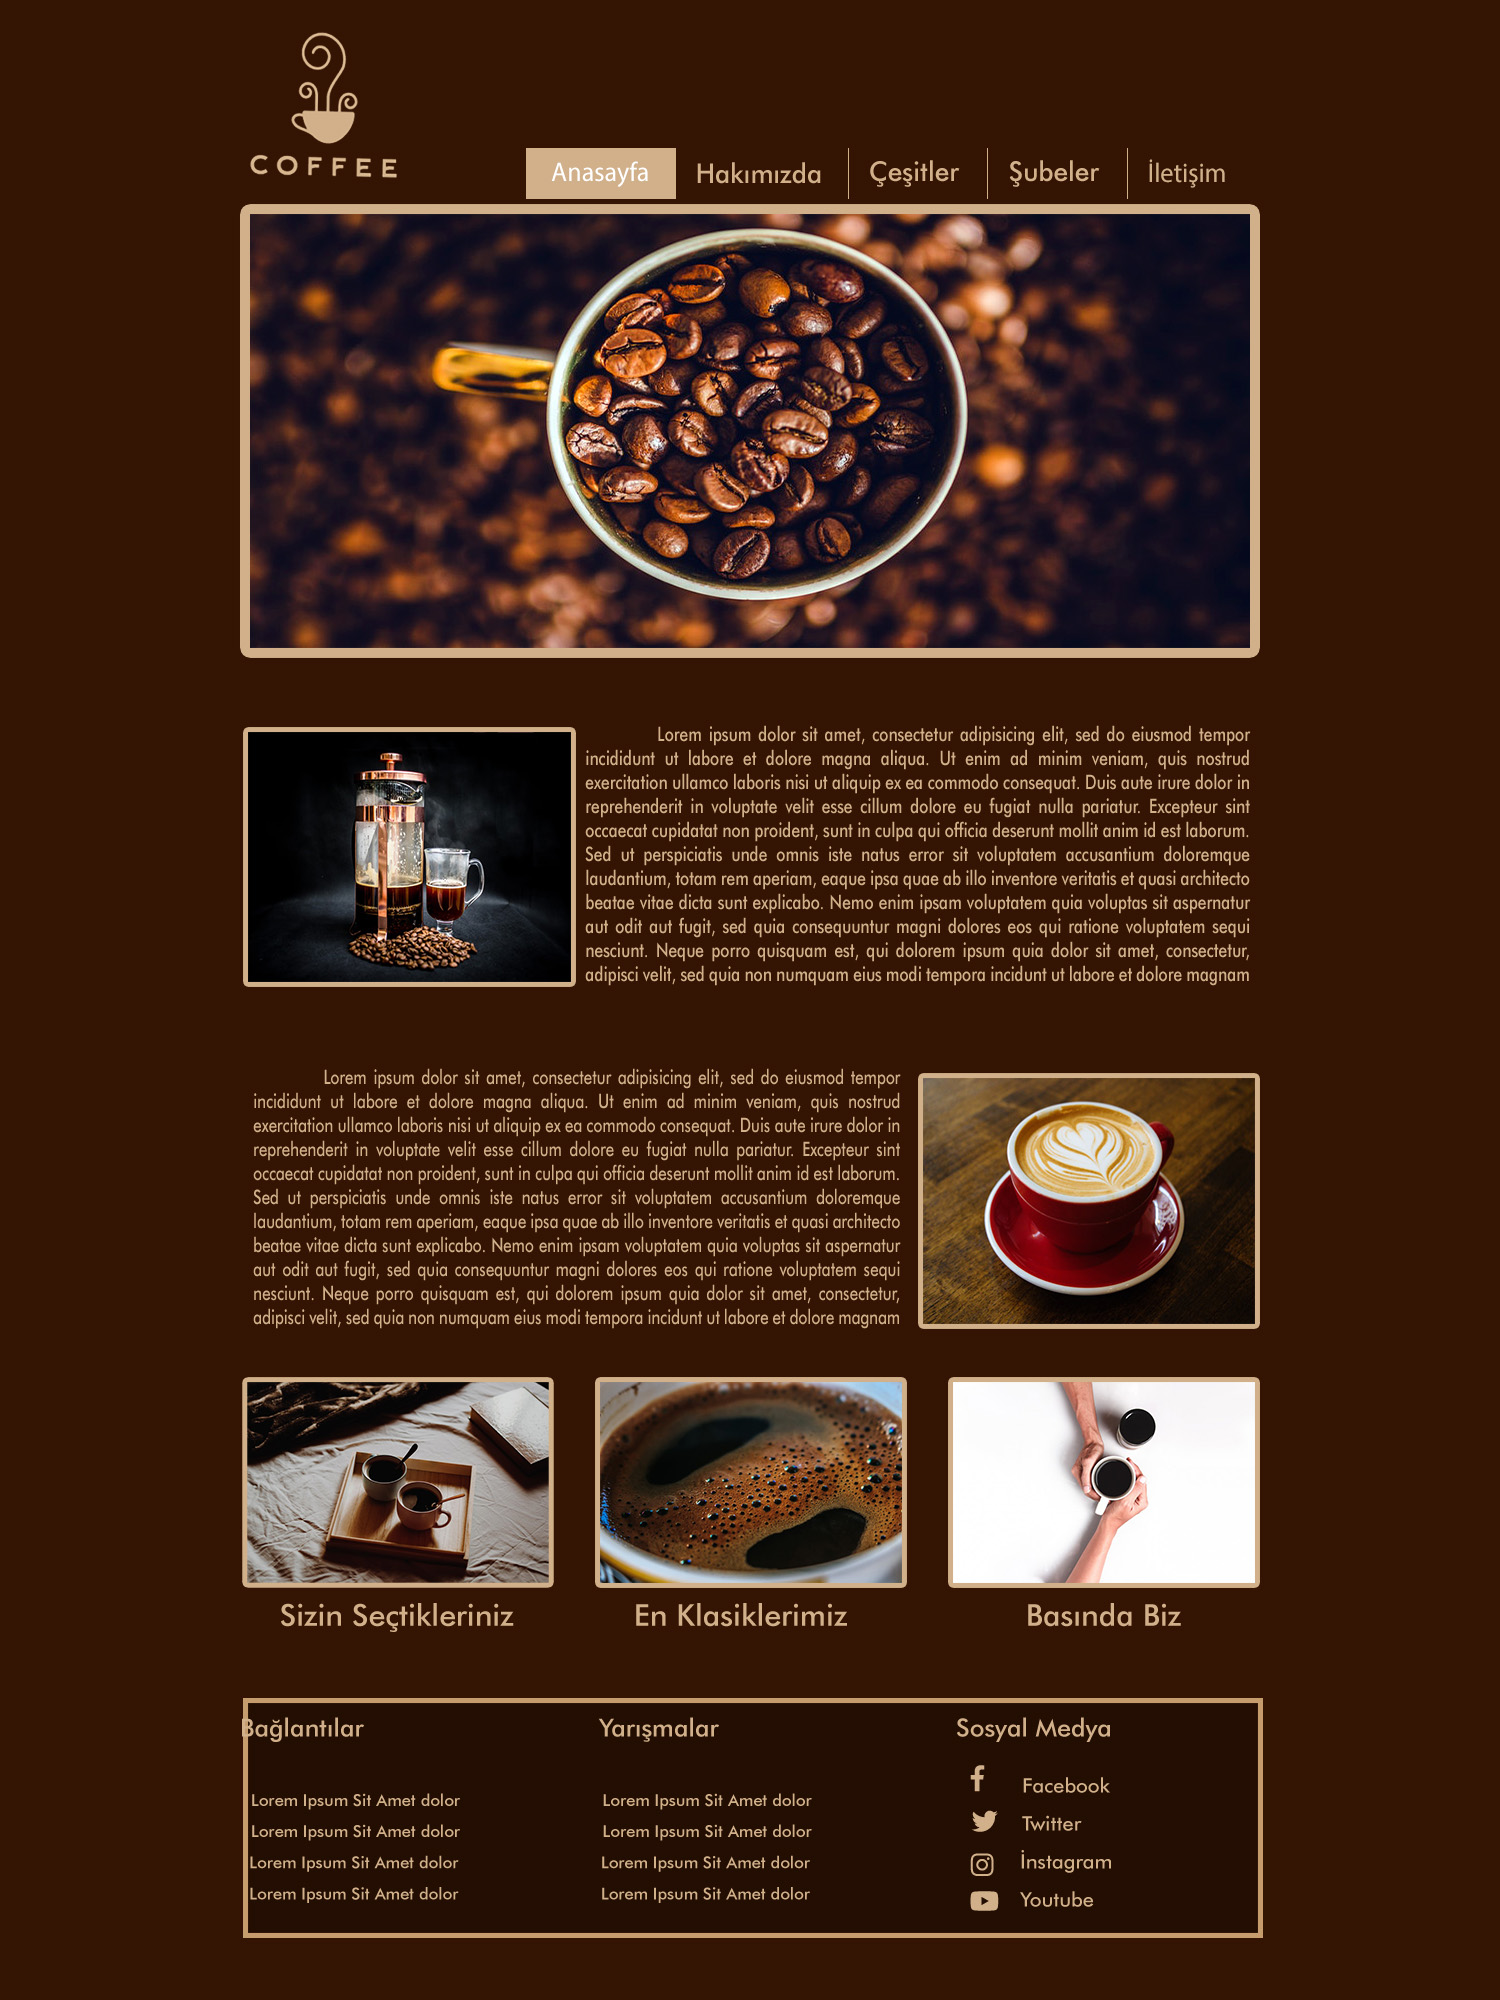 COFFEE
Anasayfa
Hakımızda
Çeşitler
Şubeler
İletişim
Lorem ipsum dolor sit amet, consectetur adipisicing elit, sed do eiusmod tempor
incididunt ut labore et dolore magna aliqua. Ut enim ad minim veniam, quis nostrud
exercitation ullamco laboris nisi ut aliquip ex ea commodo consequat. Duis aute irure dolor in
reprehenderit in voluptate velit esse cillum dolore eu fugiat nulla pariatur. Excepteur sint
occaecat cupidatat non proident, sunt in culpa qui officia deserunt mollit anim id est laborum.
Sed ut perspiciatis unde omnis iste natus error sit voluptatem accusantium doloremque
laudantium, totam rem aperiam, eaque ipsa quae ab illo inventore veritatis et quasi architecto
beatae vitae dicta sunt explicabo. Nemo enim ipsam voluptatem quia voluptas sit aspernatur
aut odit aut fugit, sed quia consequuntur magni dolores eos qui ratione voluptatem sequi
nesciunt. Neque porro quisquam est, qui dolorem ipsum quia dolor sit amet, consectetur,
adipisci velit, sed quia non numquam eius modi tempora incidunt ut labore et dolore magnam
Lorem ipsum dolor sit amet, consectetur adipisicing elit, sed do eiusmod tempor
incididunt ut labore et dolore magna aliqua. Ut enim ad minim veniam, quis nostrud
exercitation ullamco laboris nisi ut aliquip ex ea commodo consequat. Duis aute irure dolor in
reprehenderit in voluptate velit esse cillum dolore eu fugiat nulla pariatur. Excepteur sint
occaecat cupidatat non proident, sunt in culpa qui officia deserunt mollit anim id est laborum.
Sed ut perspiciatis unde omnis iste natus error sit voluptatem accusantium doloremque
laudantium, totam rem aperiam, eaque ipsa quae ab illo inventore veritatis et quasi architecto
beatae vitae dicta sunt explicabo. Nemo enim ipsam voluptatem quia voluptas sit aspernatur
aut odit aut fugit, sed quia consequuntur magni dolores eos qui ratione voluptatem sequi
nesciunt. Neque porro quisquam est, qui dolorem ipsum quia dolor sit amet, consectetur,
adipisci velit, sed quia non numquam eius modi tempora incidunt ut labore et dolore magnam
Sizin Seçtikleriniz
En Klasiklerimiz
Basında Biz
Bağlantılar
Lorem Ipsum Sit Amet dolor
Lorem Ipsum Sit Amet dolor
Lorem Ipsum Sit Amet dolor
Lorem Ipsum Sit Amet dolor
Yarışmalar
Lorem Ipsum Sit Amet dolor
Lorem Ipsum Sit Amet dolor
Lorem Ipsum Sit Amet dolor
Lorem Ipsum Sit Amet dolor
Sosyal Medya
Facebook
Twitter
İnstagram
Youtube